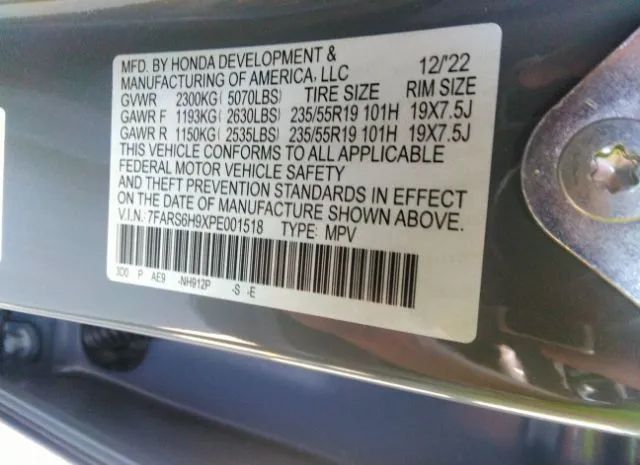 MFD. BY HONDA DEVELOPMENT &
MANUFACTURING OF AMERICA, LLC 12/'22
GVWR 2300KG( 5070LBS) TIRE SIZE RIM SIZE
GAWR F 1193KG( 2630LBS) 235/55R19 101H 19X7.5J
GAWR R 1150KG( 2535LBS) 235/55R19 101H 19X7.5J
THIS VEHICLE CONFORMS TO ALL APPLICABLE
FEDERAL MOTOR VEHICLE SAFETY
AND THEFT PREVENTION STANDARDS IN EFFECT
ON THE DATE OF MANUFACTURE SHOWN ABOVE.
V.I.N.: 7FARS6H9XPE001518 TYPE: MPV
3D0 P AE9 -NH912P -S -E